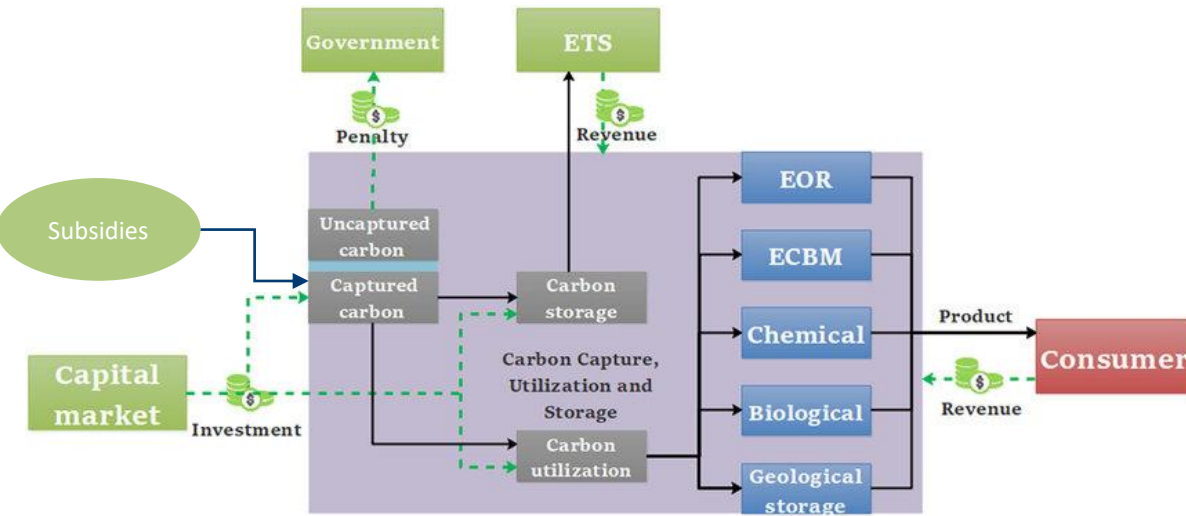 Government
ETS
$
Penalty
$
Revenue
EOR
Subsidies
Uncaptured
carbon
ECBM
Captured
carbon
Carbon
storage
Product
Chemical
Carbon Capture,
Utilization and
Storage
Consumer
Capital
market
$
Investment
$
Revenue
Biological
Carbon
utilization
Geological
storage